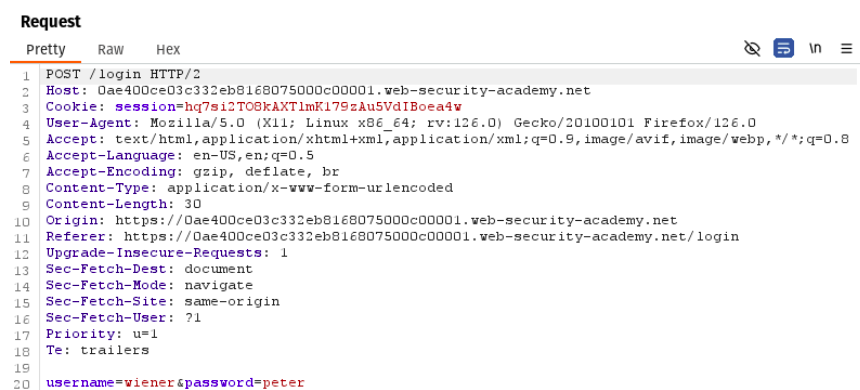 Request
Pretty Raw Hex \n
1 POST /login HTTP/2
2 Host: 0ae400ce03c332eb8168075000c00001.web-security-academy.net
3 Cookie: session=hq7si2TO8kAXTlmK179zAu5VdIBoea4w
4 User-Agent: Mozilla/5.0 (X11; Linux x86_64; rv:126.0) Gecko/20100101 Firefox/126.0
5 Accept: text/html,application/xhtml+xml,application/xml;q=0.9,image/avif,image/webp,*/*;q=0.8
6 Accept-Language: en-US,en;q=0.5
7 Accept-Encoding: gzip, deflate, br
8 Content-Type: application/x-www-form-urlencoded
9 Content-Length: 30
10 Origin: https://0ae400ce03c332eb8168075000c00001.web-security-academy.net
11 Referer: https://0ae400ce03c332eb8168075000c00001.web-security-academy.net/login
12 Upgrade-Insecure-Requests: 1
13 Sec-Fetch-Dest: document
14 Sec-Fetch-Mode: navigate
15 Sec-Fetch-Site: same-origin
16 Sec-Fetch-User: ?1
17 Priority: u=1
18 Te: trailers
19
20 username=wiener&password=peter